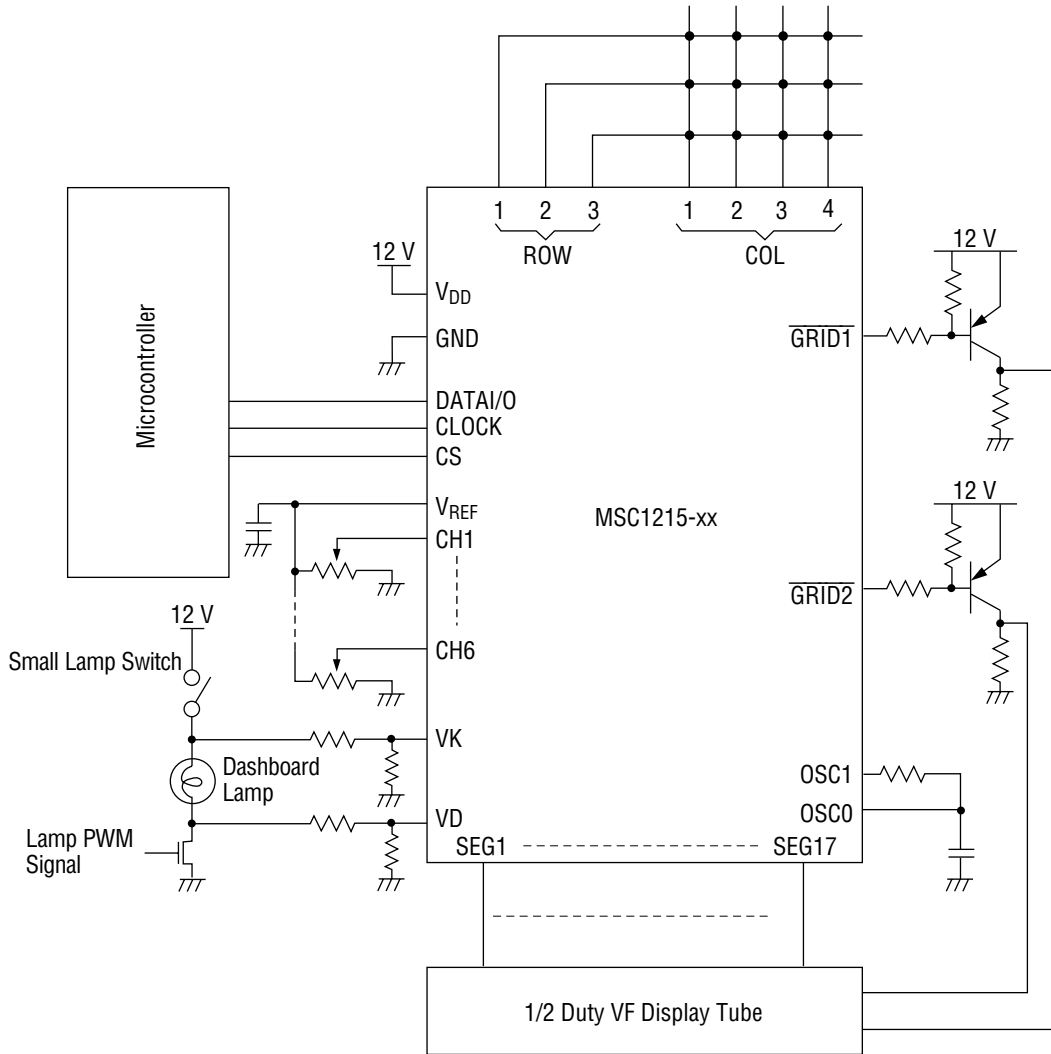 1 2 3
ROW
1 2 3 4
COL
12 V
V_DD
GND
Microcontroller
DATAI/O
CLOCK
CS
V_REF
CH1
CH6
MSC1215-xx
12 V
GRID1
12 V
GRID2
12 V
Small Lamp Switch
Dashboard
Lamp
Lamp PWM
Signal
VK
VD
OSC1
OSC0
SEG1
SEG17
1/2 Duty VF Display Tube